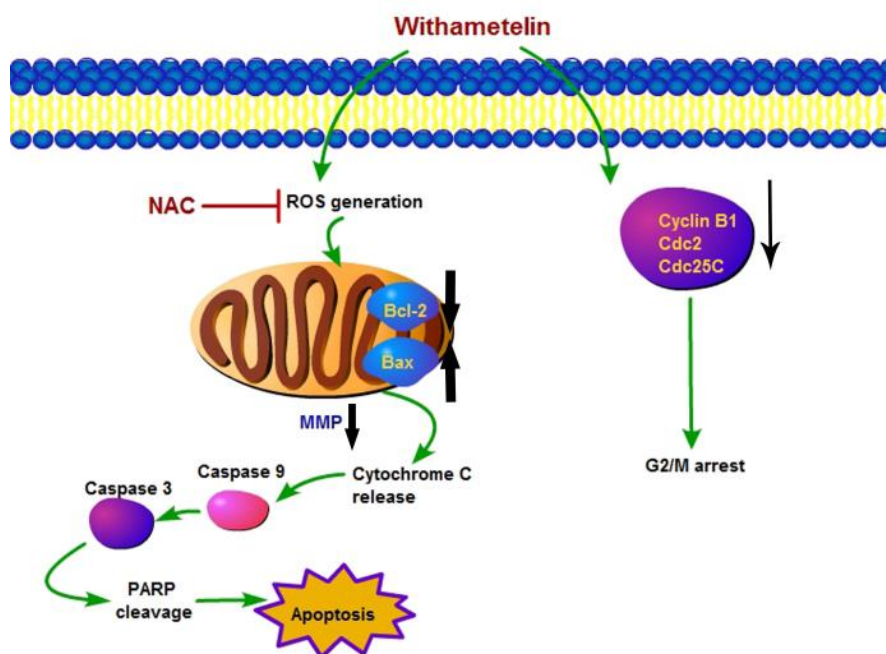 Withametelin
NAC
ROS generation
Cyclin B1
Cdc2
Cdc25C
Bcl-2
Bax
MMP
Cytochrome C
release
G2/M arrest
Caspase 9
Caspase 3
PARP
cleavage
Apoptosis